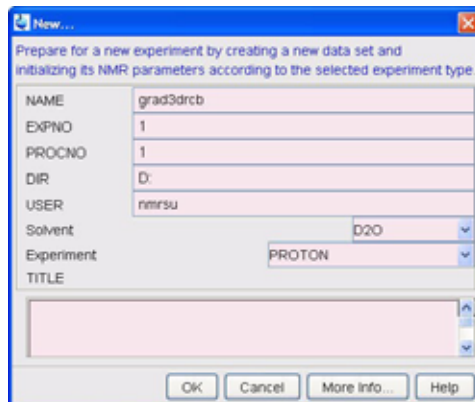 New...
Prepare for a new experiment by creating a new data set and
initializing its NMR parameters according to the selected experiment type
NAME grad3drcb
EXPNO 1
PROCNO 1
DIR D:
USER nmrsu
Solvent D2O
Experiment PROTON
TITLE
OK Cancel More Info... Help